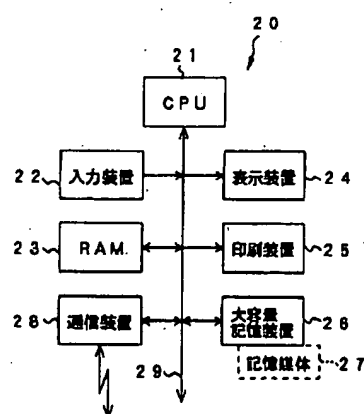 20
21
CPU
22 入力装置
表示装置 24
23 RAM.
印刷装置 25
28 通信装置
大容量
記憶装置 26
記憶媒体 27
29